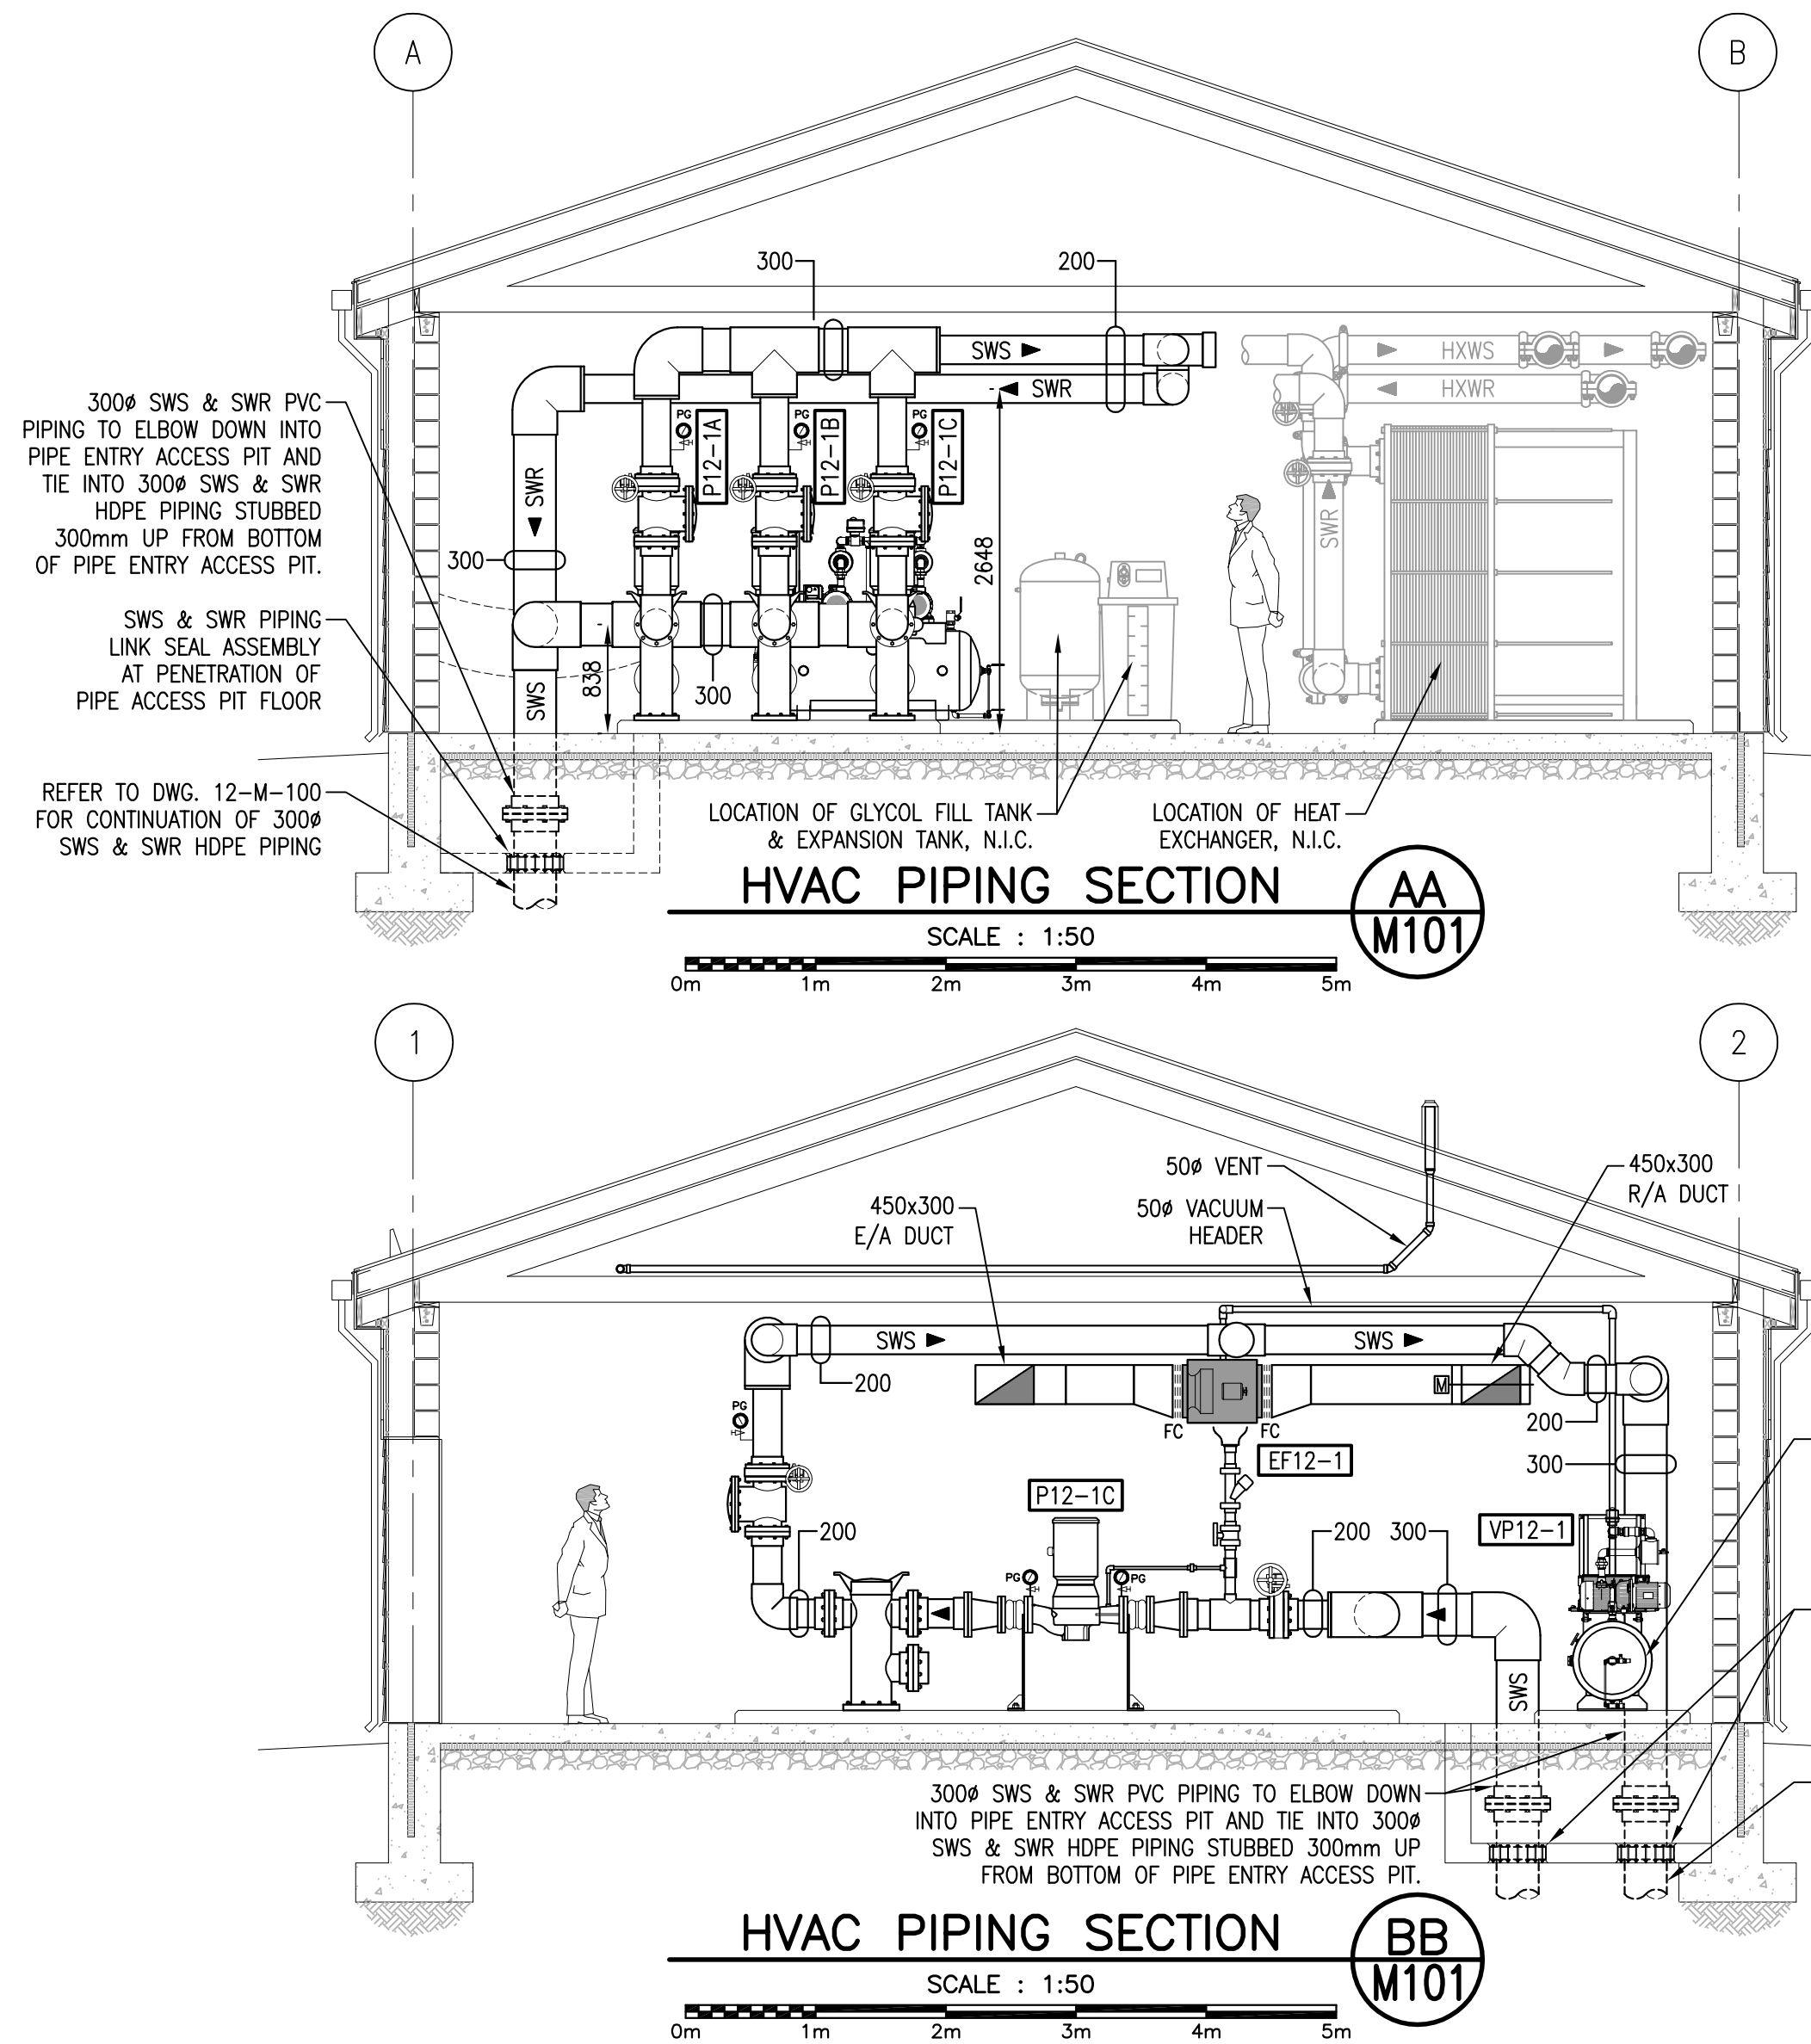 A
B
300
200
SWS
SWR
HXWS
HXWR
300ø SWS & SWR PVC
PIPING TO ELBOW DOWN INTO
PIPE ENTRY ACCESS PIT AND
TIE INTO 300ø SWS & SWR
HDPE PIPING STUBBED
300mm UP FROM BOTTOM
OF PIPE ENTRY ACCESS PIT.
PG
P12-1A
PG
P12-1B
PG
P12-1C
SWR
SWR
300
2648
SWS & SWR PIPING
LINK SEAL ASSEMBLY
AT PENETRATION OF
PIPE ACCESS PIT FLOOR
SWS
838
300
REFER TO DWG. 12-M-100
FOR CONTINUATION OF 300ø
SWS & SWR HDPE PIPING
LOCATION OF GLYCOL FILL TANK
& EXPANSION TANK, N.I.C.
LOCATION OF HEAT
EXCHANGER, N.I.C.
HVAC PIPING SECTION
AA
M101
SCALE : 1:50
0m 1m 2m 3m 4m 5m
1
2
50ø VENT
450x300
R/A DUCT
450x300
E/A DUCT
50ø VACUUM
HEADER
SWS
SWS
200
M
PG
FC
FC
200
EF12-1
300
P12-1C
200
200
300
VP12-1
PG
PG
SWS
300ø SWS & SWR PVC PIPING TO ELBOW DOWN
INTO PIPE ENTRY ACCESS PIT AND TIE INTO 300ø
SWS & SWR HDPE PIPING STUBBED 300mm UP
FROM BOTTOM OF PIPE ENTRY ACCESS PIT.
HVAC PIPING SECTION
BB
M101
SCALE : 1:50
0m 1m 2m 3m 4m 5m